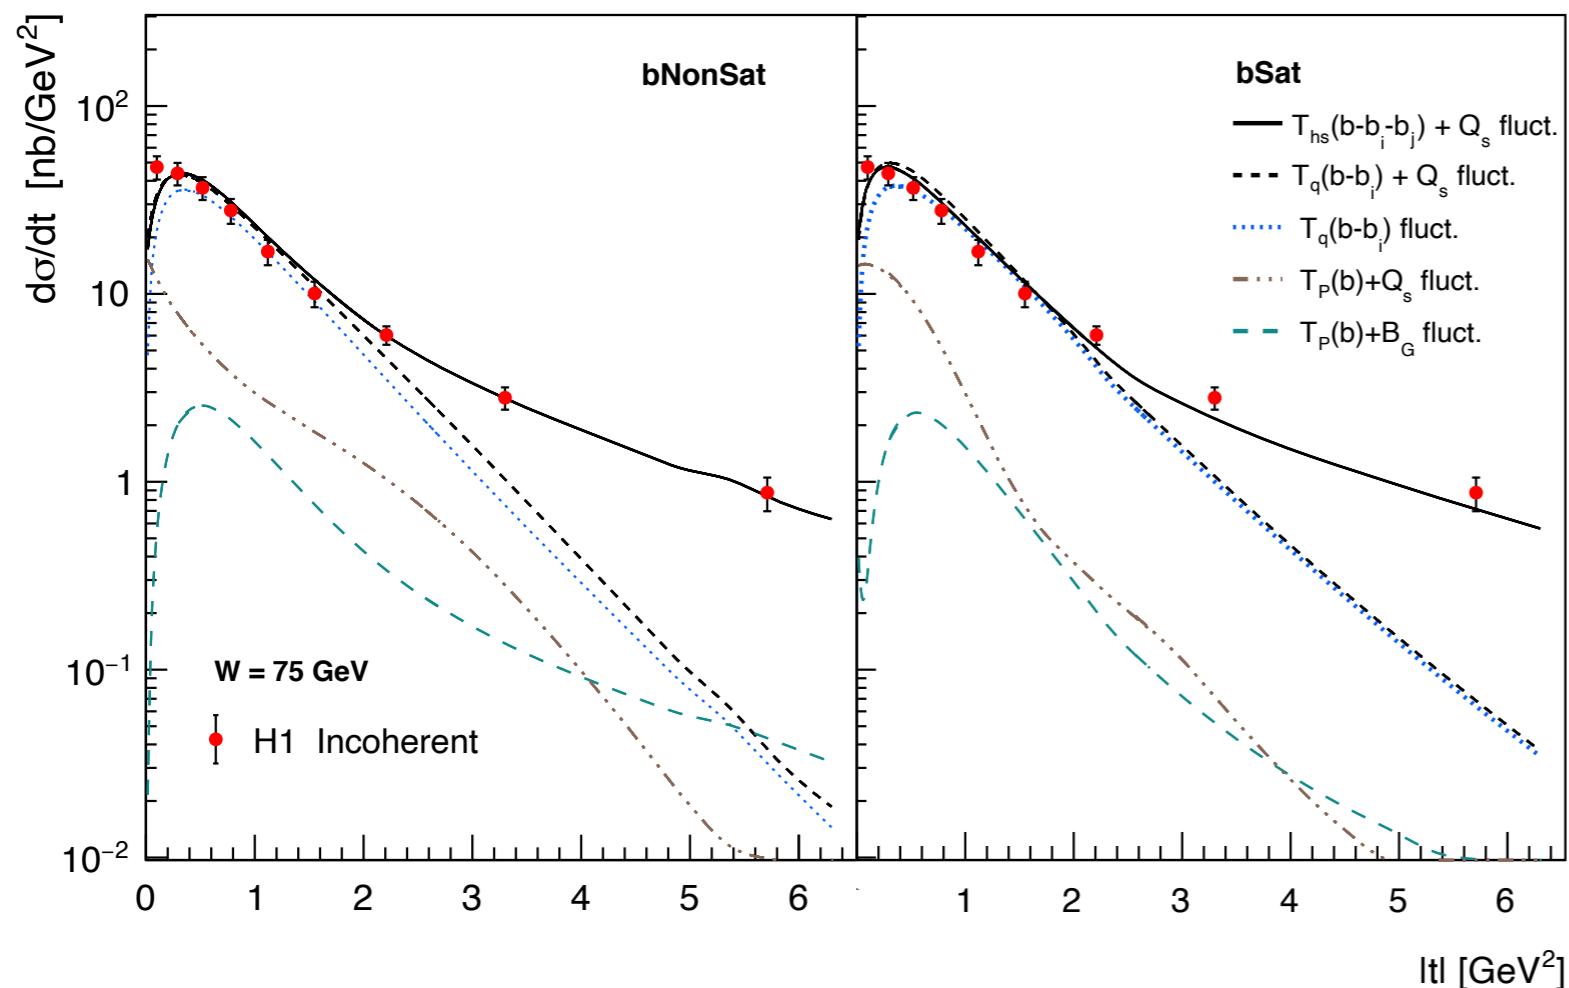 dσ/dt [nb/GeV²]
10²
10
1
10⁻¹
10⁻²
bNonSat
W = 75 GeV
H1 Incoherent
0 1 2 3 4 5 6
bSat
T_hs(b-b_i-b_j) + Q_s fluct.
T_q(b-b_i) + Q_s fluct.
T_q(b-b_i) fluct.
T_P(b)+Q_s fluct.
T_P(b)+B_G fluct.
1 2 3 4 5 6
|t| [GeV²]